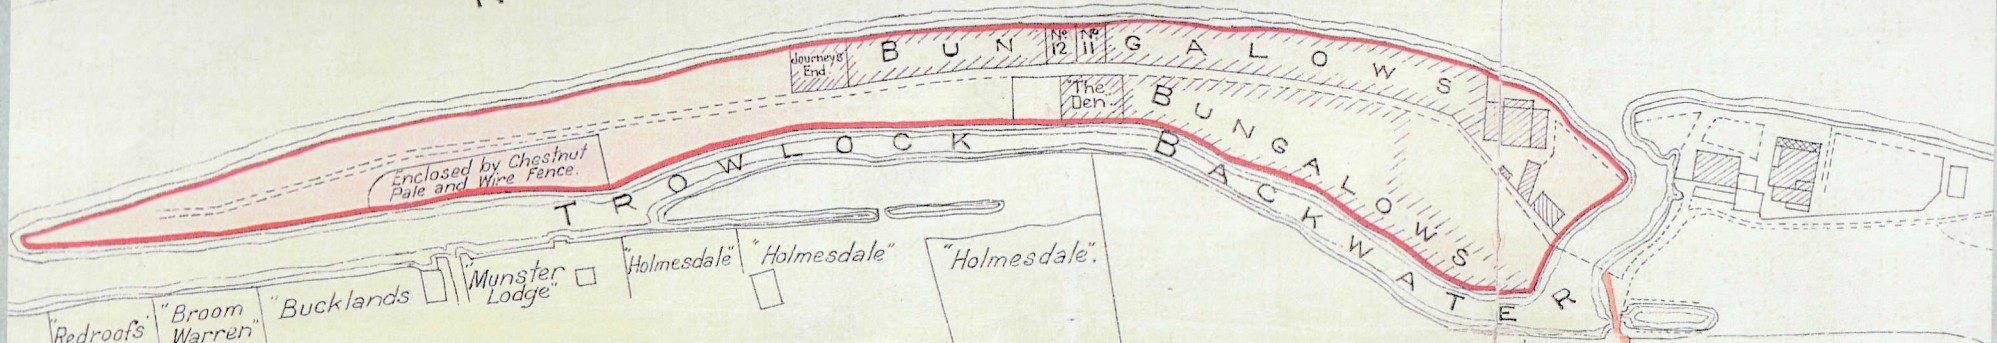 BUNGALOWS
Journey's
End.
No.
12
No.
11
"The
Den."
BUNGALOWS
Enclosed by Chestnut
Pale and Wire Fence.
TROWLOCK BACKWATER
"Redroofs"
"Broom
Warren"
"Bucklands
"Munster
Lodge"
"Holmesdale"
"Holmesdale"
"Holmesdale".